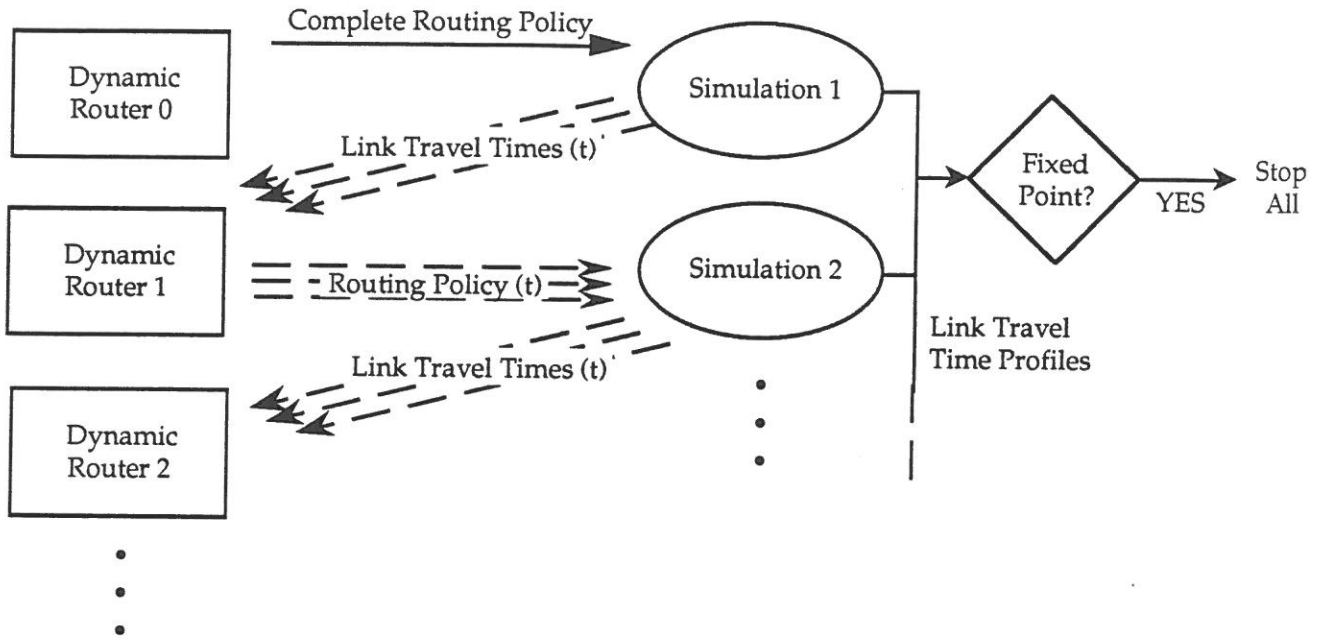 Complete Routing Policy
Dynamic
Router 0
Simulation 1
Link Travel Times (t)
Fixed
Point?
YES
Stop
All
Dynamic
Router 1
Routing Policy (t)
Simulation 2
Link Travel
Time Profiles
Link Travel Times (t)
Dynamic
Router 2